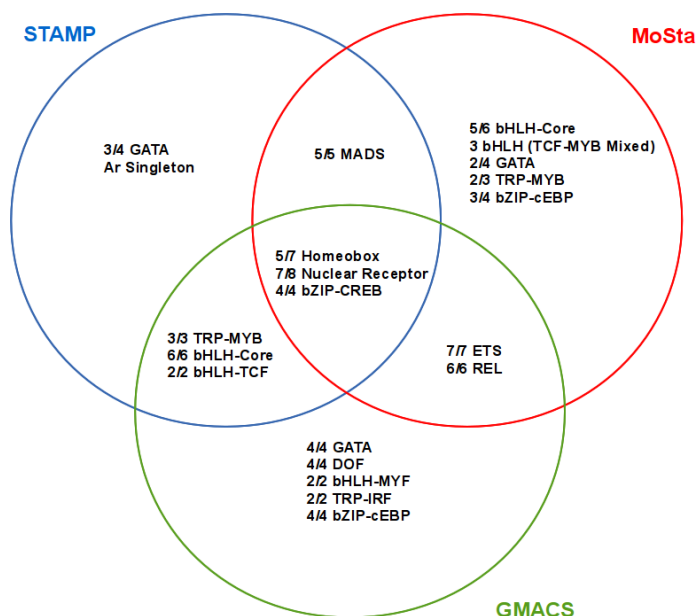 STAMP
MoSta
3/4 GATA
Ar Singleton
5/5 MADS
5/6 bHLH-Core
3 bHLH (TCF-MYB Mixed)
2/4 GATA
2/3 TRP-MYB
3/4 bZIP-cEBP
5/7 Homeobox
7/8 Nuclear Receptor
4/4 bZIP-CREB
3/3 TRP-MYB
6/6 bHLH-Core
2/2 bHLH-TCF
7/7 ETS
6/6 REL
4/4 GATA
4/4 DOF
2/2 bHLH-MYF
2/2 TRP-IRF
4/4 bZIP-cEBP
GMACS